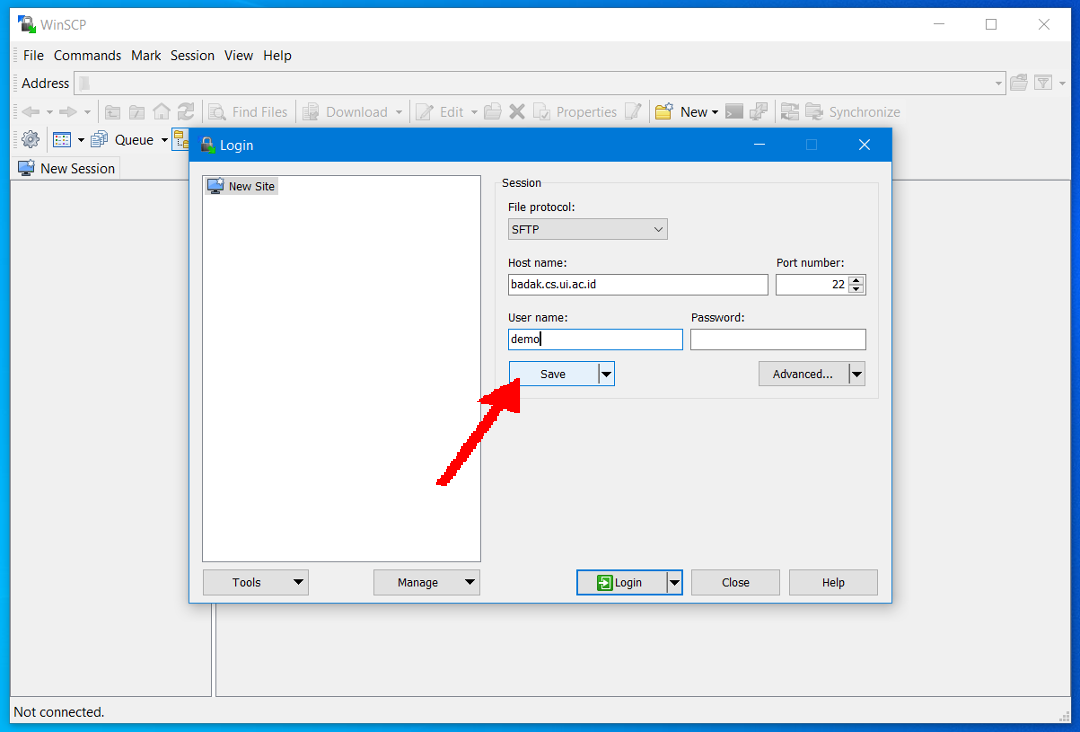 WinSCP
File Commands Mark Session View Help
Address
Find Files Download Edit Properties New Synchronize
Queue
New Session
Login
New Site
Session
File protocol:
SFTP
Host name: Port number:
badak.cs.ui.ac.id 22
User name: Password:
demo
Save Advanced...
Tools Manage Login Close Help
Not connected.